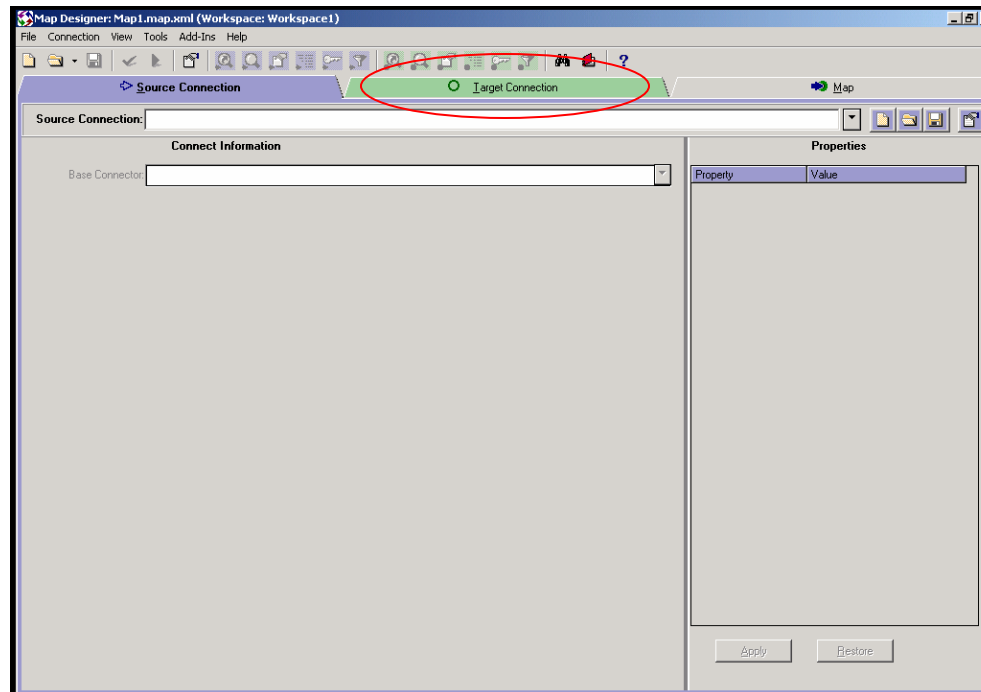 Map Designer: Map1.map.xml (Workspace: Workspace1)
File Connection View Tools Add-Ins Help
?
Source Connection Target Connection Map
Source Connection:
Connect Information Properties
Base Connector: Property Value
Apply Restore